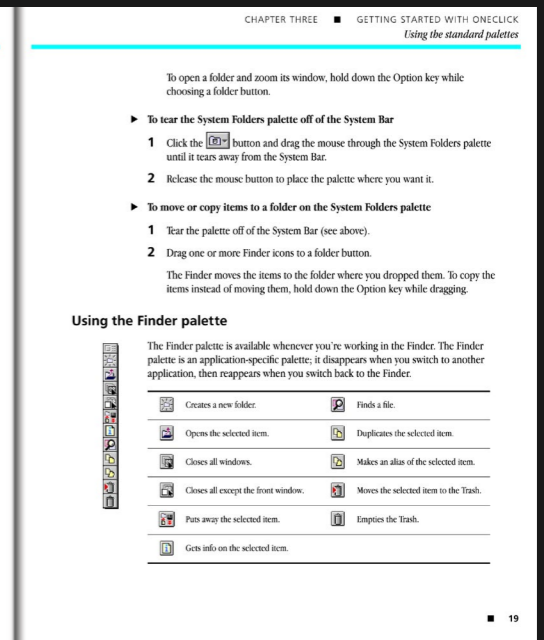 CHAPTER THREE ■ GETTING STARTED WITH ONECLICK
Using the standard palettes
To open a folder and zoom its window, hold down the Option key while
choosing a folder button.
▶ To tear the System Folders palette off of the System Bar
1 Click the button and drag the mouse through the System Folders palette
until it tears away from the System Bar.
2 Release the mouse button to place the palette where you want it.
▶ To move or copy items to a folder on the System Folders palette
1 Tear the palette off of the System Bar (see above).
2 Drag one or more Finder icons to a folder button.
The Finder moves the items to the folder where you dropped them. To copy the
items instead of moving them, hold down the Option key while dragging.
Using the Finder palette
The Finder palette is available whenever you're working in the Finder. The Finder
palette is an application-specific palette; it disappears when you switch to another
application, then reappears when you switch back to the Finder.
Creates a new folder. Finds a file.
Opens the selected item. Duplicates the selected item.
Closes all windows. Makes an alias of the selected item.
Closes all except the front window. Moves the selected item to the Trash.
Puts away the selected item. Empties the Trash.
Gets info on the selected item.
■ 19